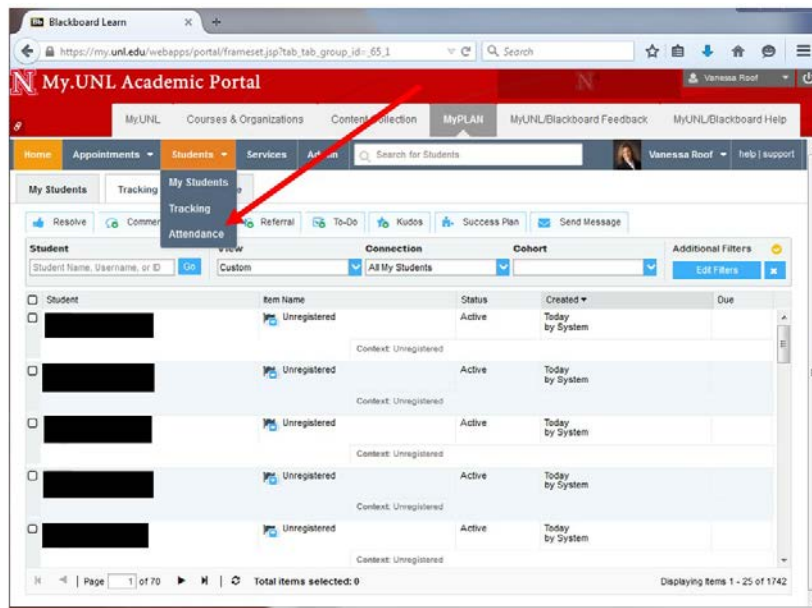 Blackboard Learn
https://my.unl.edu/webapps/portal/frameset.jsp?tab_tab_group_id=_65_1
Search
My.UNL Academic Portal
Vanessa Roof
My.UNL Courses & Organizations Content Collection MyPLAN MyUNL/Blackboard Feedback MyUNL/Blackboard Help
Home Appointments Students Services Admin Search for Students Vanessa Roof help | support
My Students Tracking
My Students
Tracking
Attendance
Resolve Referral To-Do Kudos Success Plan Send Message
Student View Connection Cohort Additional Filters
Student Name, Username, or ID Go Custom All My Students Edit Filters
Student Item Name Status Created Due
Unregistered Active Today
by System
Context: Unregistered
Unregistered Active Today
by System
Context: Unregistered
Unregistered Active Today
by System
Context: Unregistered
Unregistered Active Today
by System
Context: Unregistered
Unregistered Active Today
by System
Context: Unregistered
Page 1 of 70 Total items selected: 0 Displaying Items 1 - 25 of 1742